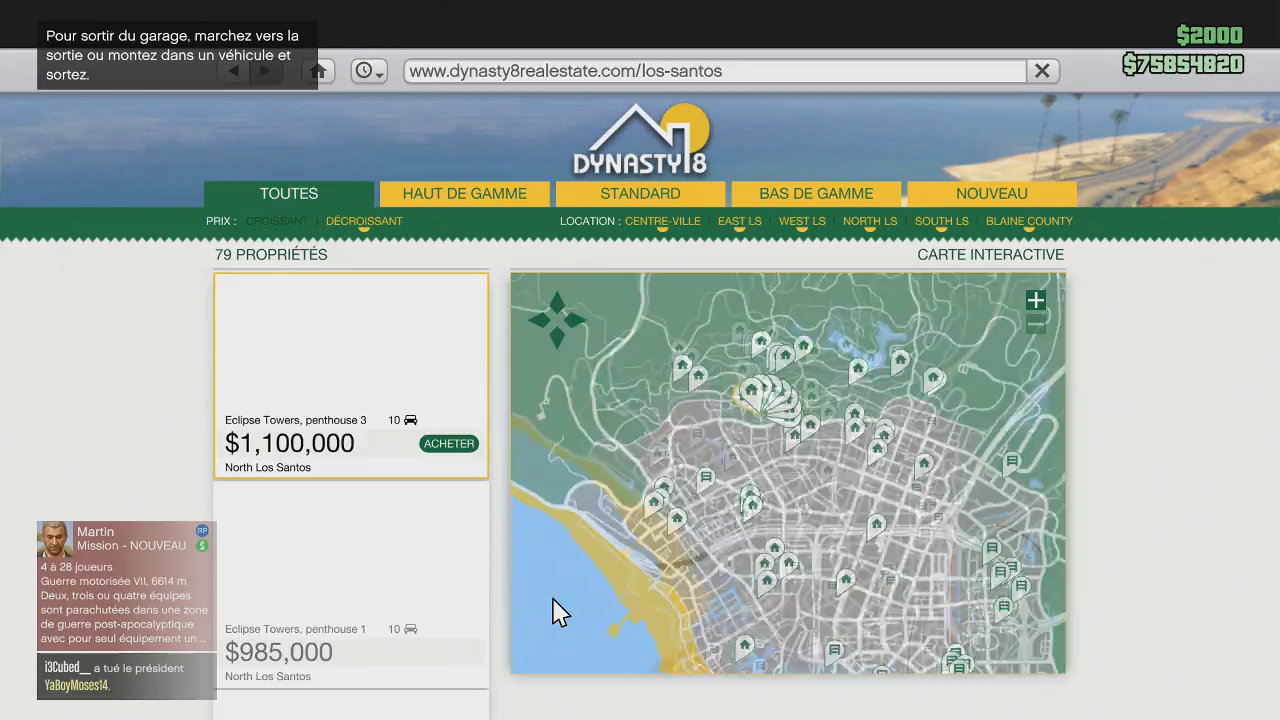 Pour sortir du garage, marchez vers la
sortie ou montez dans un véhicule et
sortez.
$2000
$75854820
www.dynasty8realestate.com/los-santos
DYNASTY 8
TOUTES
HAUT DE GAMME
STANDARD
BAS DE GAMME
NOUVEAU
PRIX : CROISSANT | DÉCROISSANT
LOCATION : CENTRE-VILLE | EAST LS | WEST LS | NORTH LS | SOUTH LS | BLAINE COUNTY
79 PROPRIÉTÉS
CARTE INTERACTIVE
Eclipse Towers, penthouse 3 10
$1,100,000
ACHETER
North Los Santos
Eclipse Towers, penthouse 1 10
$985,000
North Los Santos
Martin RP
Mission - NOUVEAU $
4 à 28 joueurs
Guerre motorisée VII, 6614 m
Deux, trois ou quatre équipes
sont parachutées dans une zone
de guerre post-apocalyptique
avec pour seul équipement un ...
i3Cubed__ a tué le président
YaBoyMoses14.